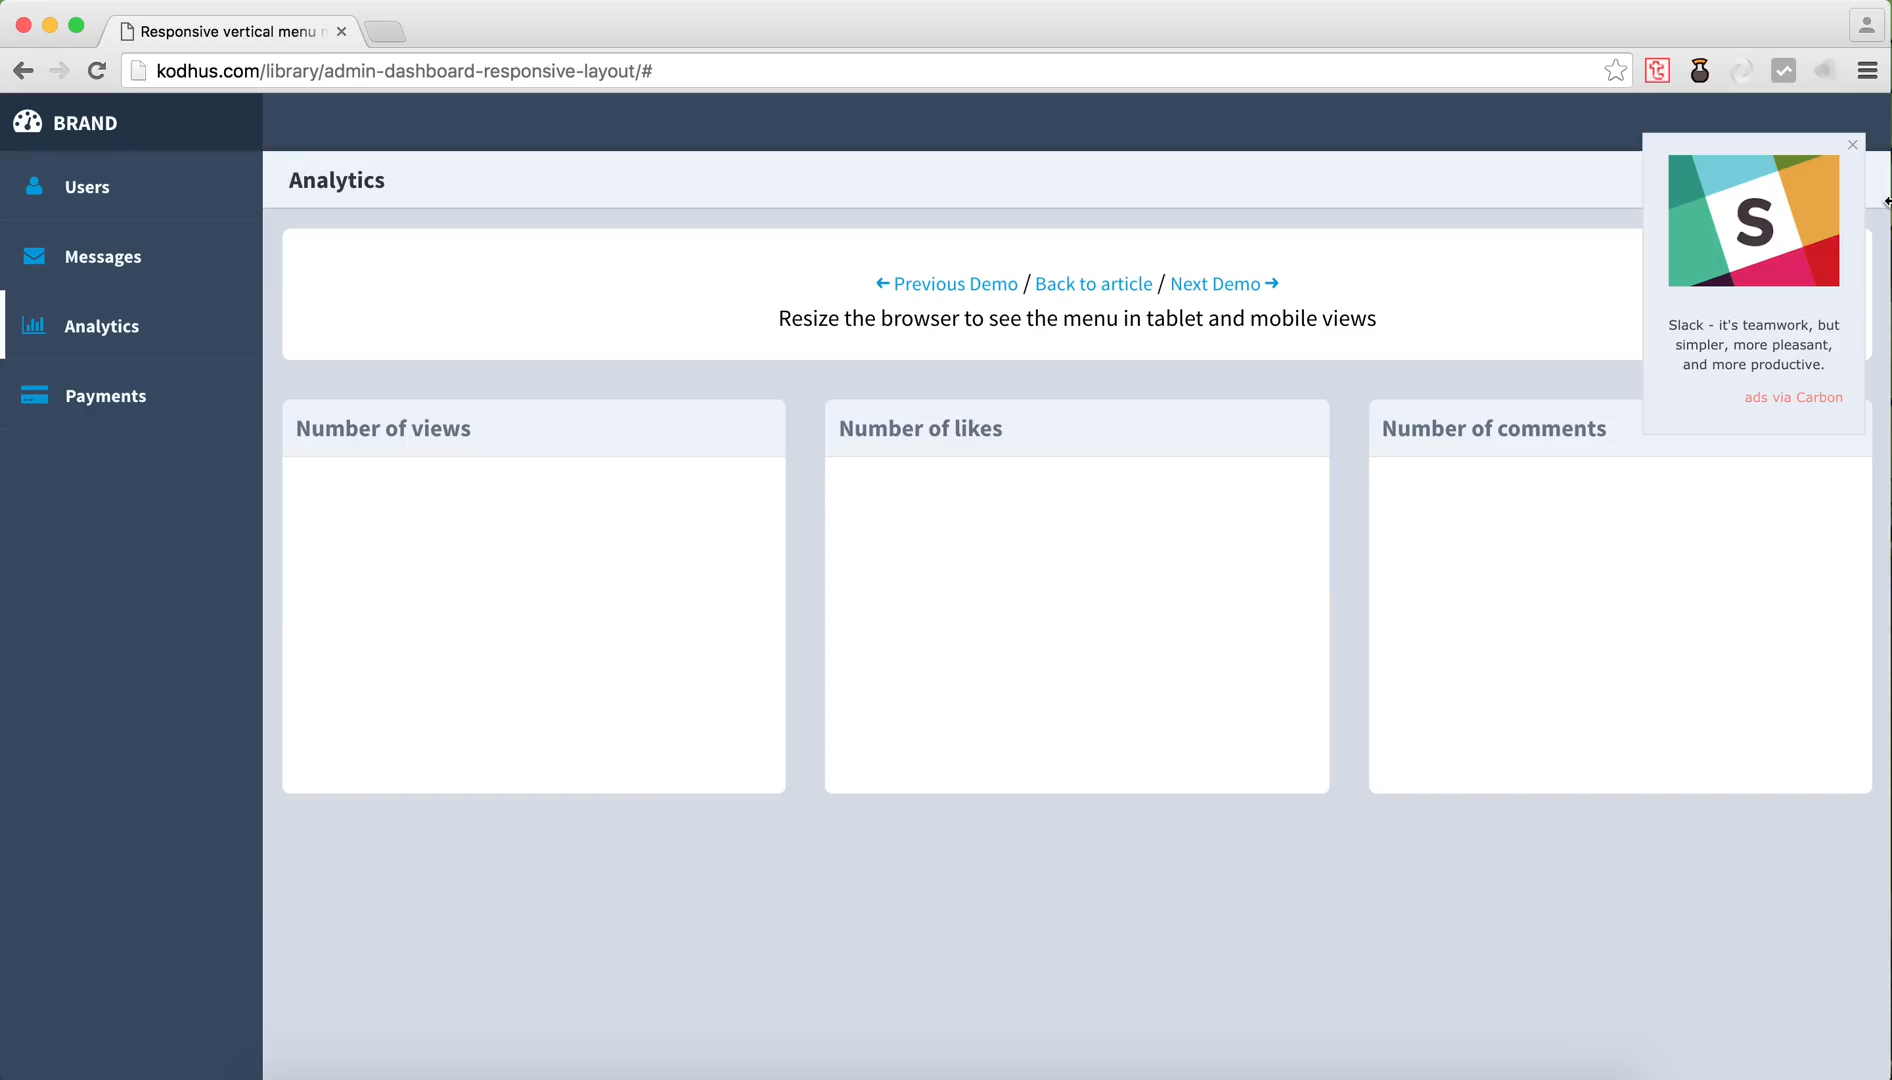 Responsive vertical menu
kodhus.com/library/admin-dashboard-responsive-layout/#
BRAND
Users
Messages
Analytics
Payments
Analytics
Previous Demo / Back to article / Next Demo
Resize the browser to see the menu in tablet and mobile views
Number of views
Number of likes
Number of comments
S
Slack - it's teamwork, but
simpler, more pleasant,
and more productive.
ads via Carbon